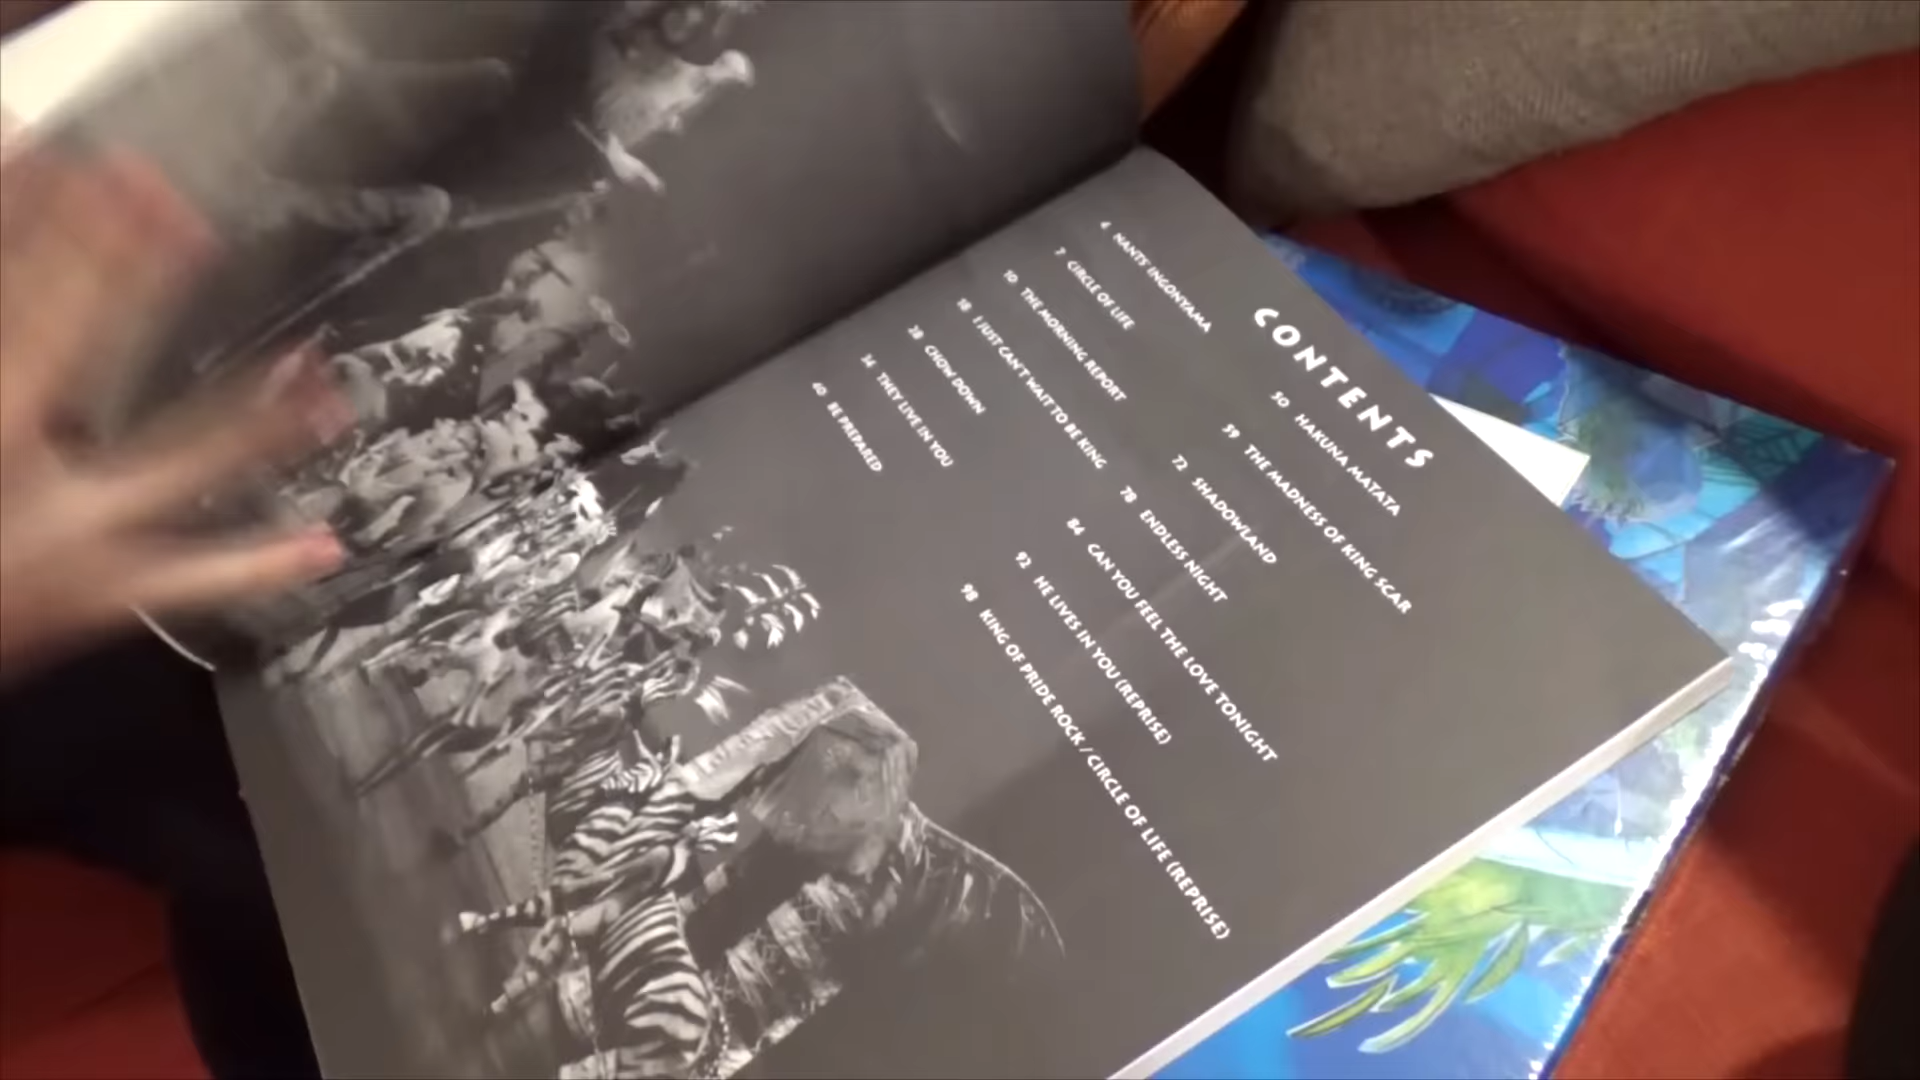 CONTENTS
4 NANTS' INGONYAMA
7 CIRCLE OF LIFE
10 THE MORNING REPORT
18 I JUST CAN'T WAIT TO BE KING
28 CHOW DOWN
34 THEY LIVE IN YOU
40 BE PREPARED
50 HAKUNA MATATA
59 THE MADNESS OF KING SCAR
72 SHADOWLAND
78 ENDLESS NIGHT
84 CAN YOU FEEL THE LOVE TONIGHT
92 HE LIVES IN YOU (REPRISE)
98 KING OF PRIDE ROCK / CIRCLE OF LIFE (REPRISE)